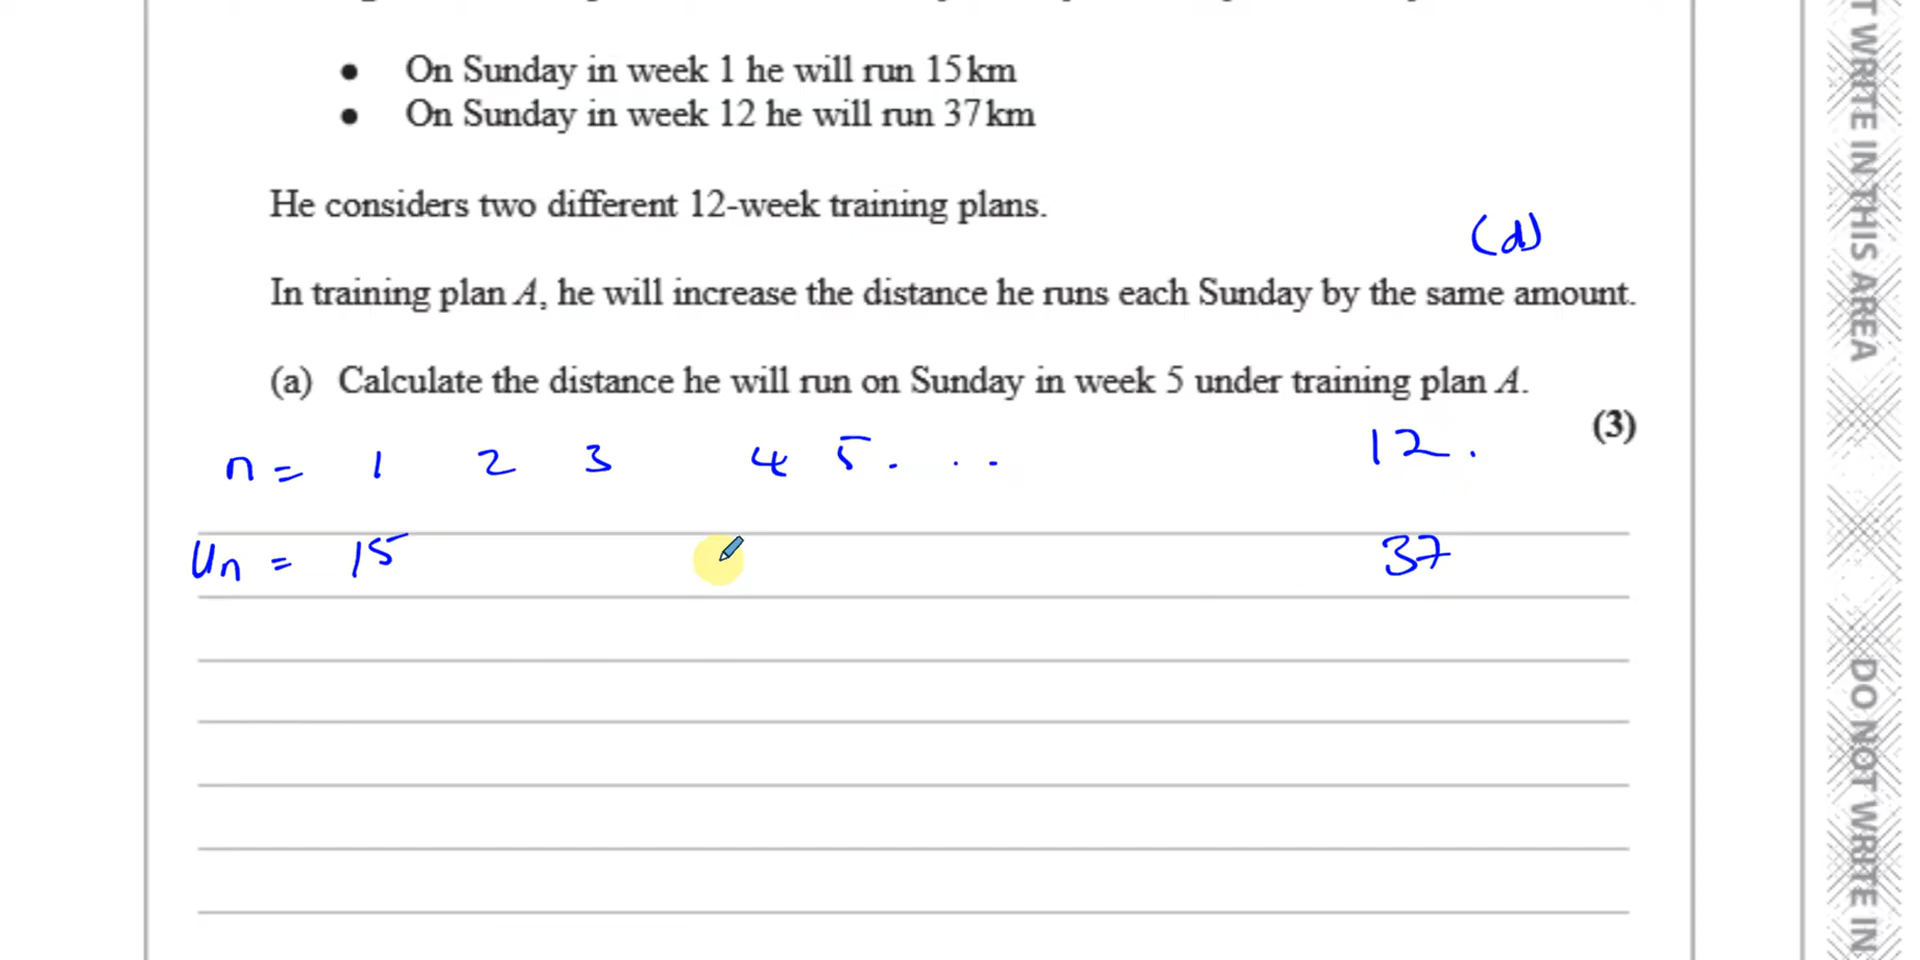 • On Sunday in week 1 he will run 15 km
• On Sunday in week 12 he will run 37 km
He considers two different 12-week training plans.
(d)
In training plan A, he will increase the distance he runs each Sunday by the same amount.
(a) Calculate the distance he will run on Sunday in week 5 under training plan A.
(3)
n = 1 2 3 4 5 . . . 12 .
Un = 15 37
T WRITE IN THIS AREA
DO NOT WRITE IN